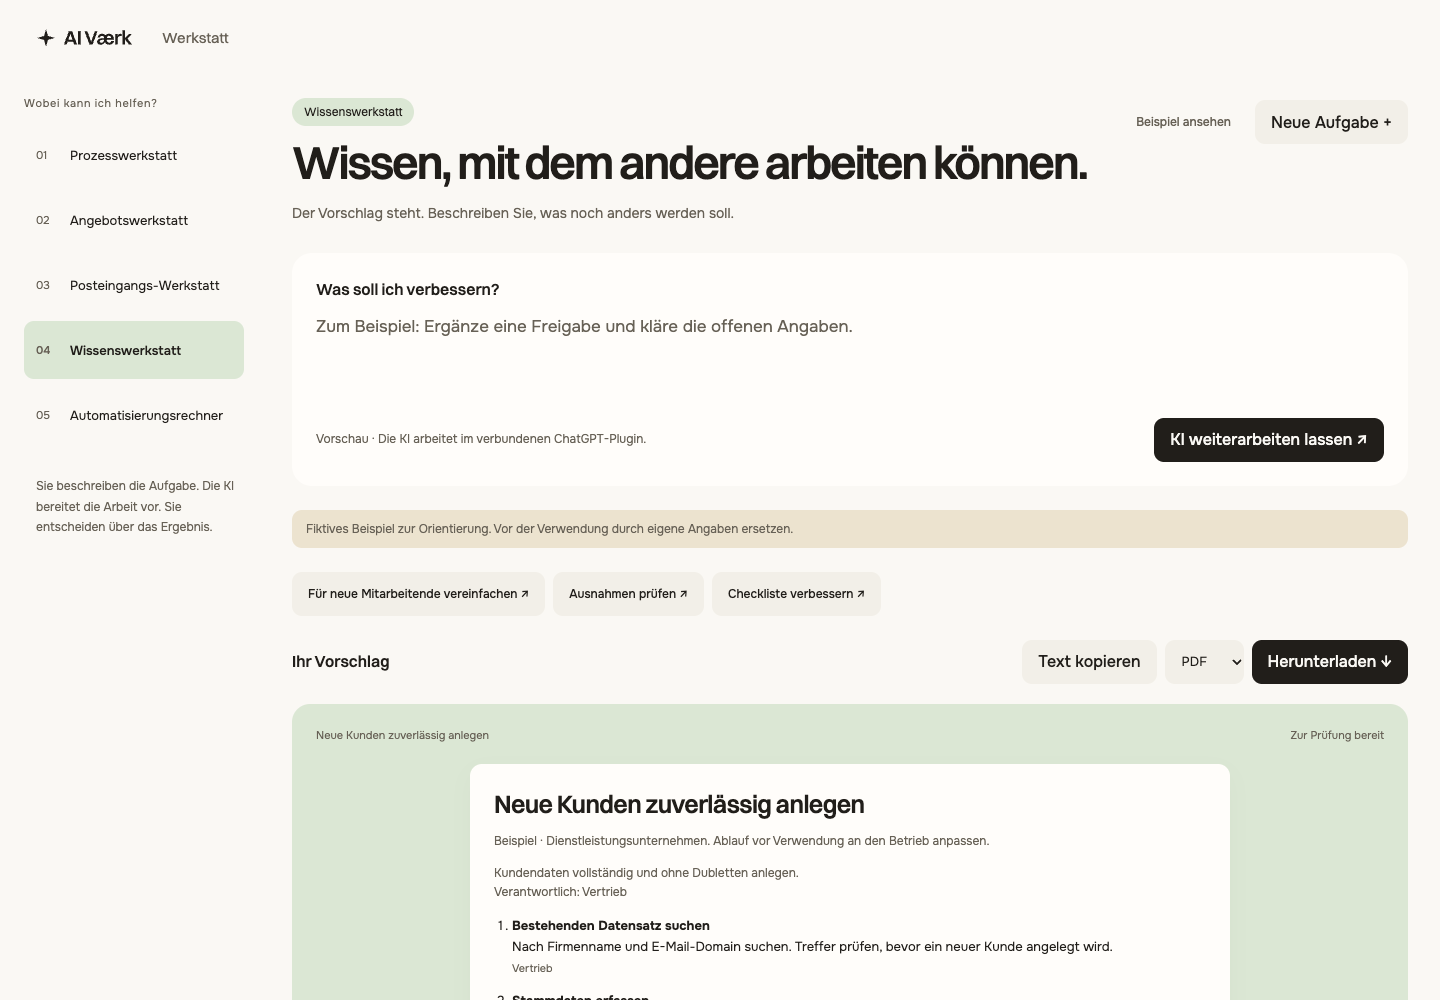 AI Værk
Werkstatt
Wobei kann ich helfen?
01 Prozesswerkstatt
02 Angebotswerkstatt
03 Posteingangs-Werkstatt
04 Wissenswerkstatt
05 Automatisierungsrechner
Sie beschreiben die Aufgabe. Die KI
bereitet die Arbeit vor. Sie
entscheiden über das Ergebnis.
Wissenswerkstatt
Beispiel ansehen
Neue Aufgabe +
Wissen, mit dem andere arbeiten können.
Der Vorschlag steht. Beschreiben Sie, was noch anders werden soll.
Was soll ich verbessern?
Zum Beispiel: Ergänze eine Freigabe und kläre die offenen Angaben.
Vorschau · Die KI arbeitet im verbundenen ChatGPT-Plugin.
KI weiterarbeiten lassen ↗
Fiktives Beispiel zur Orientierung. Vor der Verwendung durch eigene Angaben ersetzen.
Für neue Mitarbeitende vereinfachen ↗
Ausnahmen prüfen ↗
Checkliste verbessern ↗
Ihr Vorschlag
Text kopieren
PDF
Herunterladen ↓
Neue Kunden zuverlässig anlegen
Zur Prüfung bereit
Neue Kunden zuverlässig anlegen
Beispiel · Dienstleistungsunternehmen. Ablauf vor Verwendung an den Betrieb anpassen.
Kundendaten vollständig und ohne Dubletten anlegen.
Verantwortlich: Vertrieb
1. Bestehenden Datensatz suchen
Nach Firmenname und E-Mail-Domain suchen. Treffer prüfen, bevor ein neuer Kunde angelegt wird.
Vertrieb
2. Stammdaten erfassen